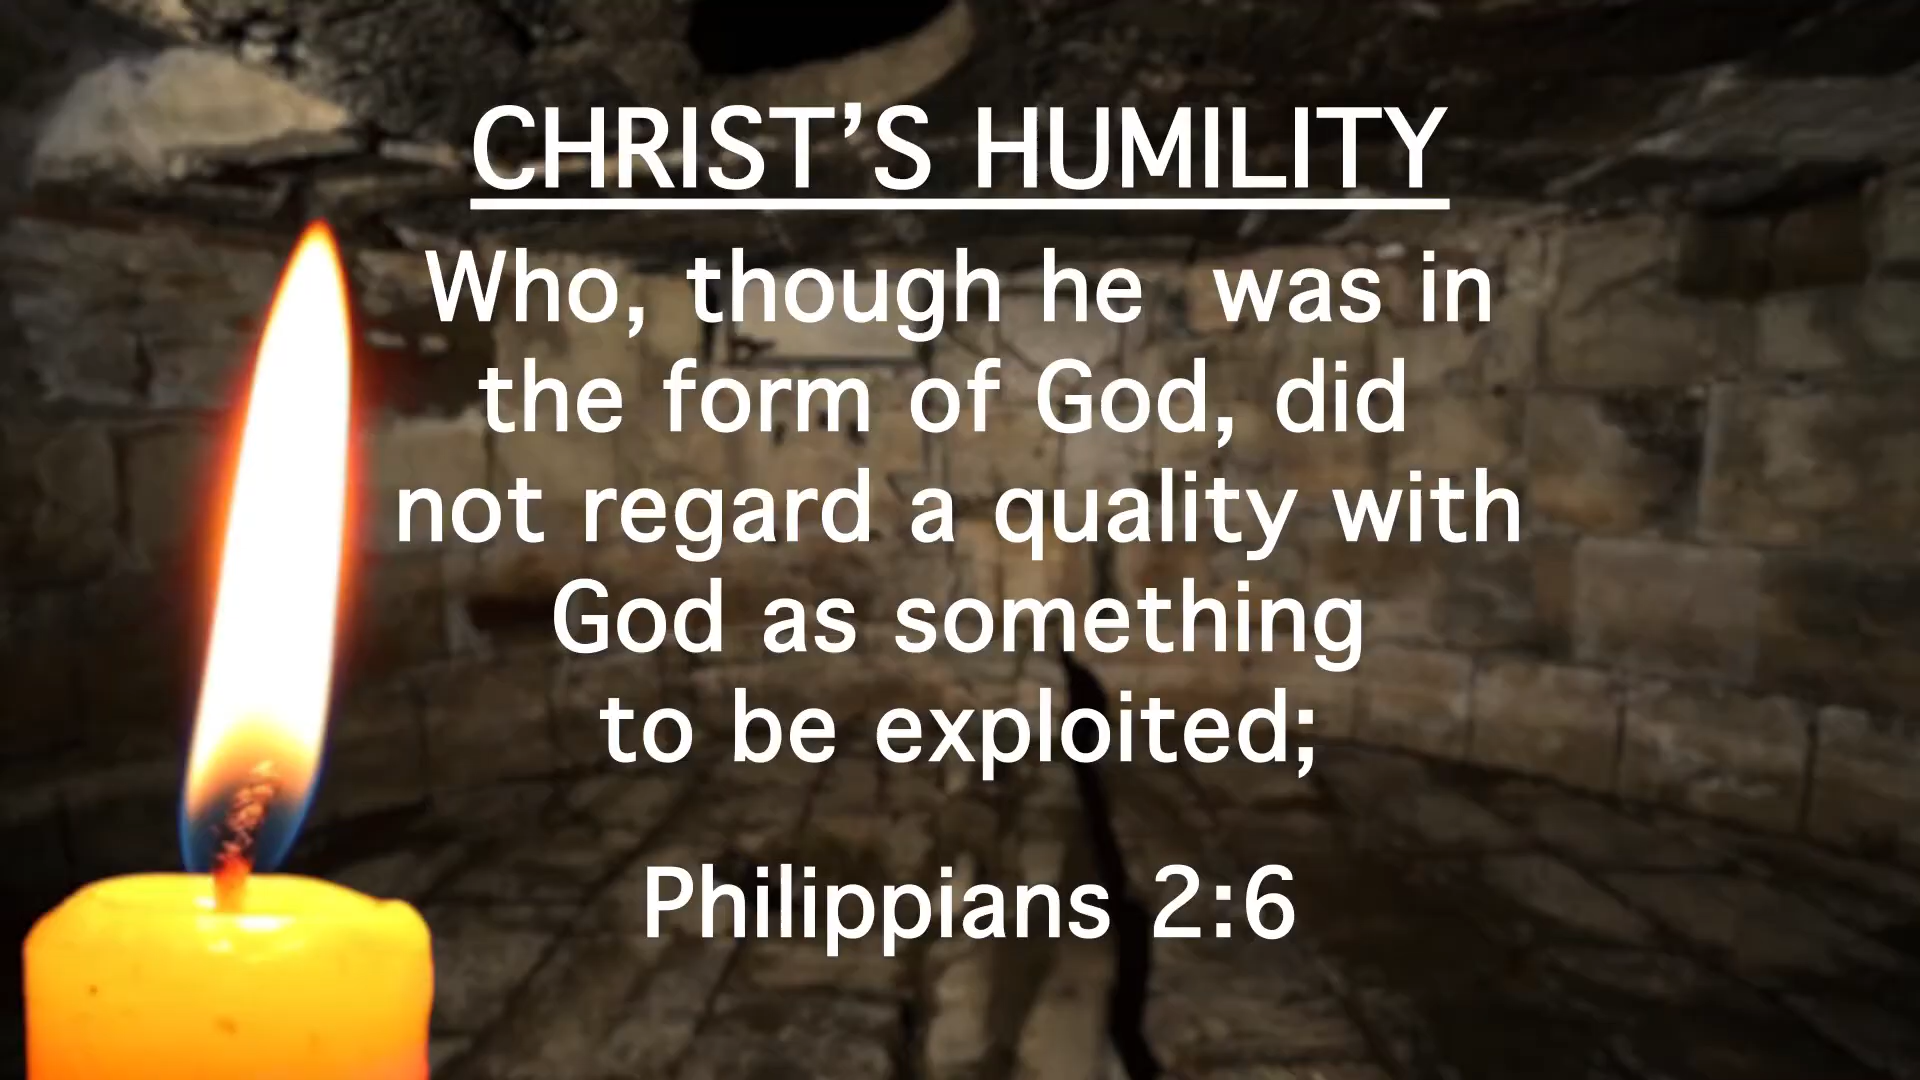 CHRIST’S HUMILITY
Who, though he  was in
the form of God, did
not regard a quality with
God as something
to be exploited;
Philippians 2:6